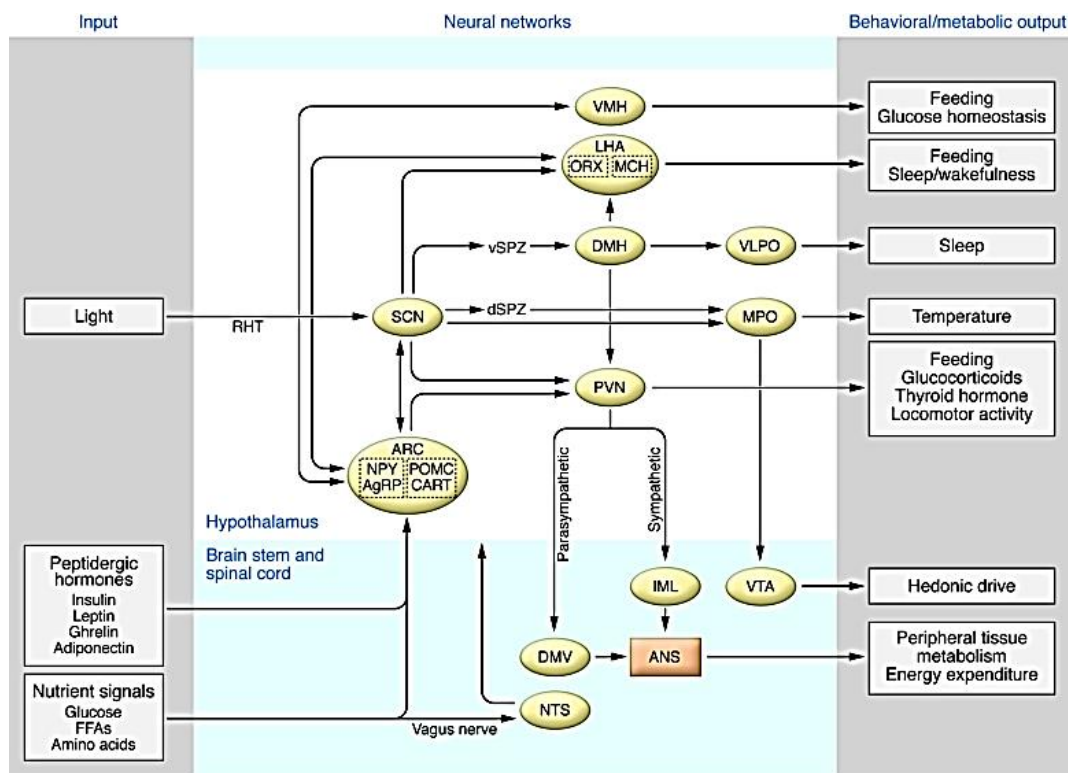 Input
Neural networks
Behavioral/metabolic output
VMH
Feeding
Glucose homeostasis
LHA
ORX MCH
Feeding
Sleep/wakefulness
vSPZ
DMH
VLPO
Sleep
Light
RHT
SCN
dSPZ
MPO
Temperature
PVN
Feeding
Glucocorticoids
Thyroid hormone
Locomotor activity
ARC
NPY POMC
AgRP CART
Parasympathetic
Sympathetic
Hypothalamus
Brain stem and
spinal cord
Peptidergic
hormones
Insulin
Leptin
Ghrelin
Adiponectin
IML
VTA
Hedonic drive
DMV
ANS
Peripheral tissue
metabolism
Energy expenditure
Nutrient signals
Glucose
FFAs
Amino acids
Vagus nerve
NTS